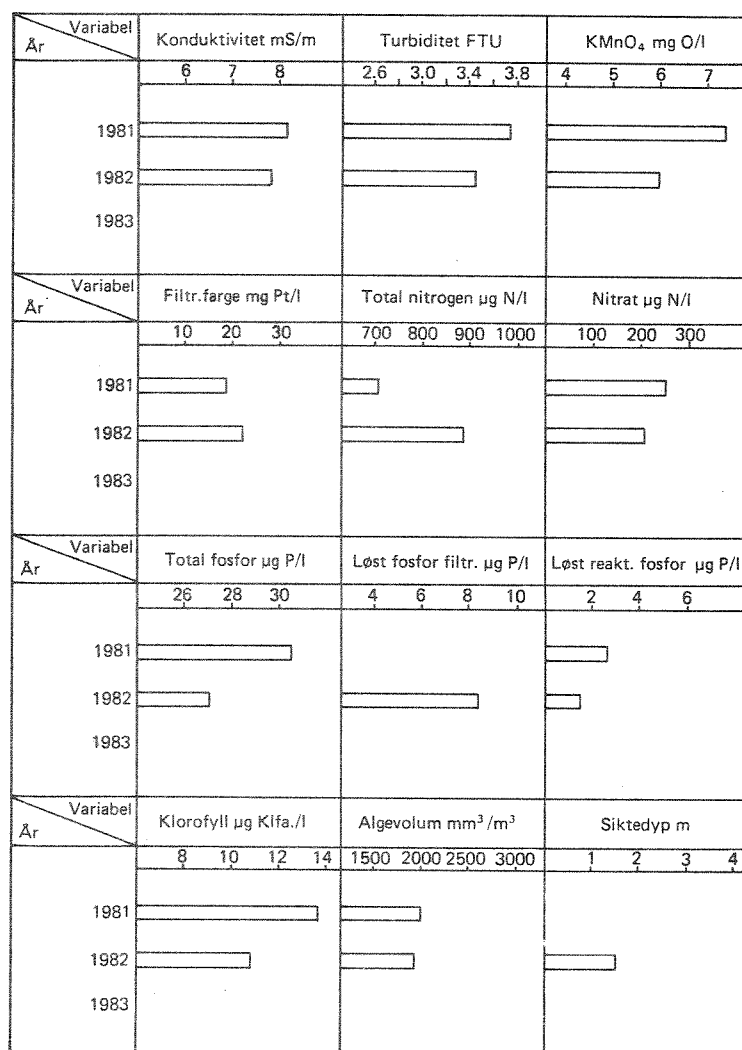 Variabel
År
Konduktivitet mS/m
Turbiditet FTU
KMnO₄ mg O/l
6 7 8
2.6 3.0 3.4 3.8
4 5 6 7
1981
1982
1983
Variabel
År
Filtr.farge mg Pt/l
Total nitrogen µg N/l
Nitrat µg N/l
10 20 30
700 800 900 1000
100 200 300
1981
1982
1983
Variabel
År
Total fosfor µg P/l
Løst fosfor filtr. µg P/l
Løst reakt. fosfor µg P/l
26 28 30
4 6 8 10
2 4 6
1981
1982
1983
Variabel
År
Klorofyll µg Klfa./l
Algevolum mm³/m³
Siktedyp m
8 10 12 14
1500 2000 2500 3000
1 2 3 4
1981
1982
1983